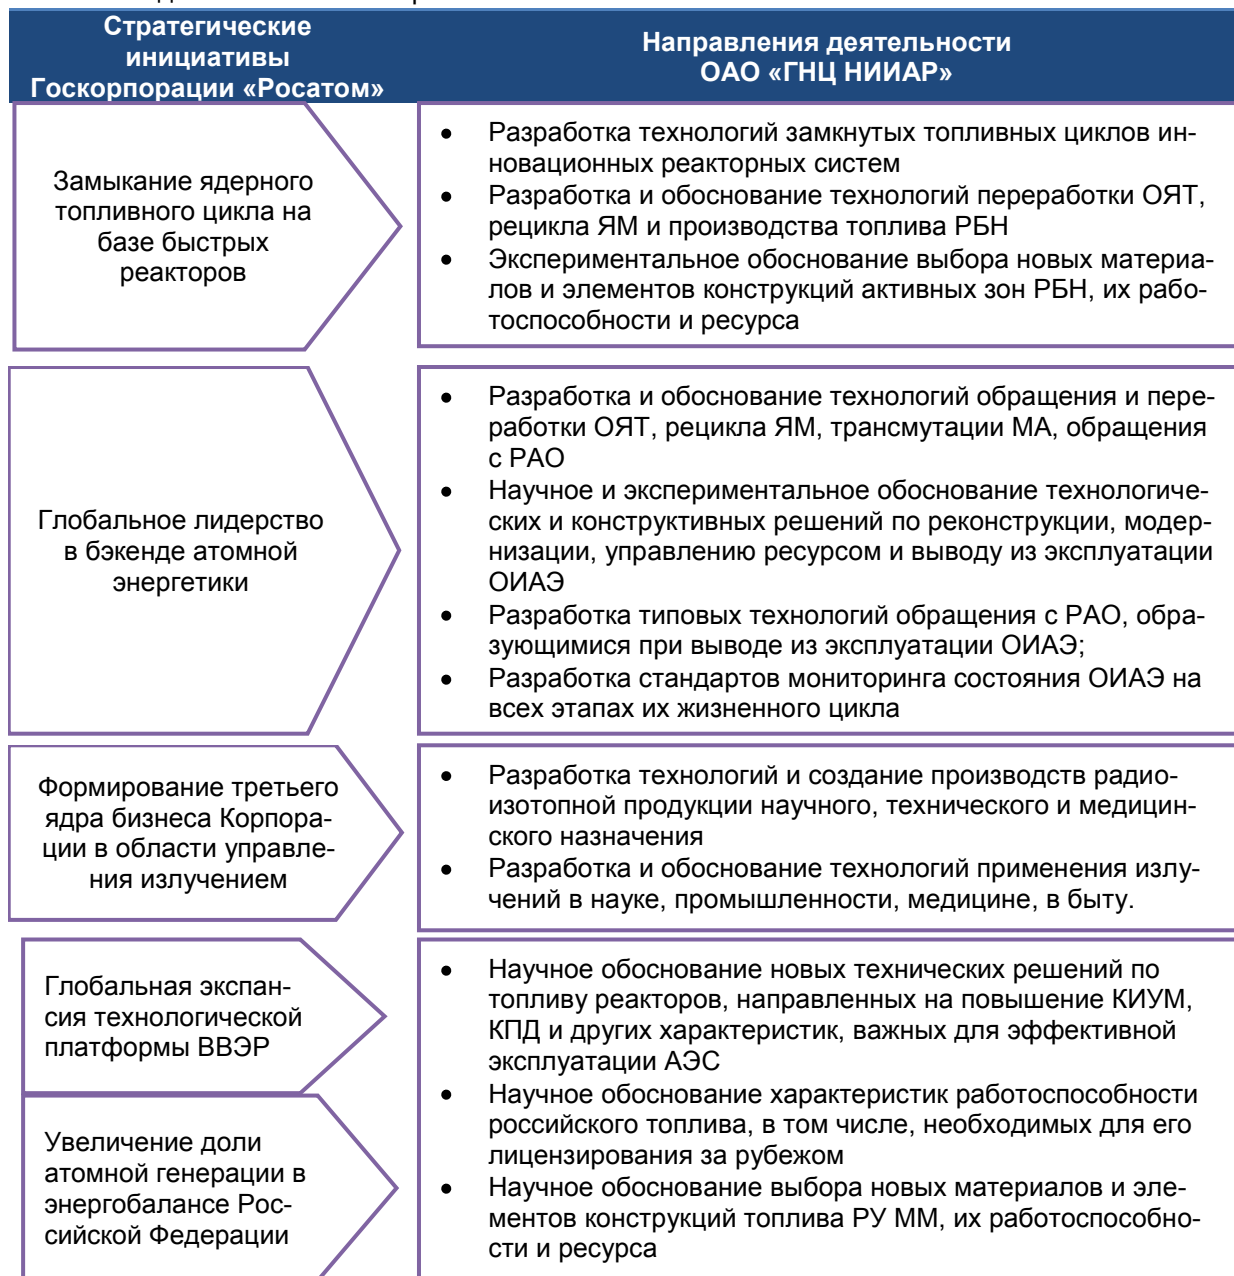 Стратегические
инициативы
Госкорпорации «Росатом»
Направления деятельности
ОАО «ГНЦ НИИАР»
Замыкание ядерного
топливного цикла на
базе быстрых
реакторов
• Разработка технологий замкнутых топливных циклов ин-
новационных реакторных систем
• Разработка и обоснование технологий переработки ОЯТ,
рецикла ЯМ и производства топлива РБН
• Экспериментальное обоснование выбора новых материа-
лов и элементов конструкций активных зон РБН, их рабо-
тоспособности и ресурса
Глобальное лидерство
в бэкенде атомной
энергетики
• Разработка и обоснование технологий обращения и пере-
работки ОЯТ, рецикла ЯМ, трансмутации МА, обращения
с РАО
• Научное и экспериментальное обоснование технологиче-
ских и конструктивных решений по реконструкции, модер-
низации, управлению ресурсом и выводу из эксплуатации
ОИАЭ
• Разработка типовых технологий обращения с РАО, обра-
зующимися при выводе из эксплуатации ОИАЭ;
• Разработка стандартов мониторинга состояния ОИАЭ на
всех этапах их жизненного цикла
Формирование третьего
ядра бизнеса Корпора-
ции в области управле-
ния излучением
• Разработка технологий и создание производств радио-
изотопной продукции научного, технического и медицин-
ского назначения
• Разработка и обоснование технологий применения излу-
чений в науке, промышленности, медицине, в быту.
Глобальная экспан-
сия технологической
платформы ВВЭР
Увеличение доли
атомной генерации в
энергобалансе Рос-
сийской Федерации
• Научное обоснование новых технических решений по
топливу реакторов, направленных на повышение КИУМ,
КПД и других характеристик, важных для эффективной
эксплуатации АЭС
• Научное обоснование характеристик работоспособности
российского топлива, в том числе, необходимых для его
лицензирования за рубежом
• Научное обоснование выбора новых материалов и эле-
ментов конструкций топлива РУ ММ, их работоспособно-
сти и ресурса